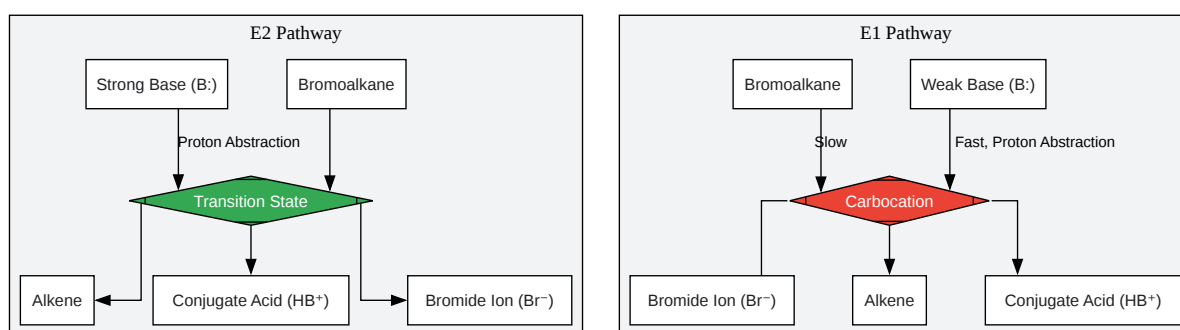 E2 Pathway
Strong Base (B:)
Bromoalkane
Proton Abstraction
Transition State
Alkene
Conjugate Acid (HB⁺)
Bromide Ion (Br⁻)
E1 Pathway
Bromoalkane
Weak Base (B:)
Slow
Fast, Proton Abstraction
Carbocation
Bromide Ion (Br⁻)
Alkene
Conjugate Acid (HB⁺)